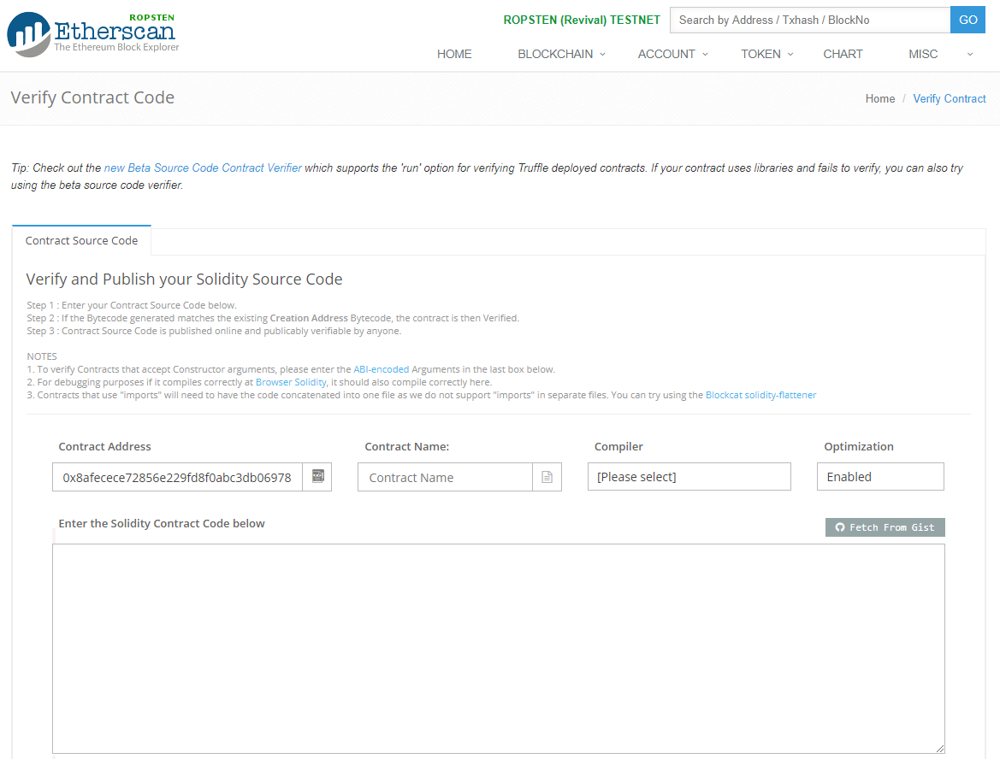 ROPSTEN
Etherscan
The Ethereum Block Explorer
ROPSTEN (Revival) TESTNET
Search by Address / Txhash / BlockNo
GO
HOME BLOCKCHAIN ACCOUNT TOKEN CHART MISC
Verify Contract Code
Home / Verify Contract
Tip: Check out the new Beta Source Code Contract Verifier which supports the 'run' option for verifying Truffle deployed contracts. If your contract uses libraries and fails to verify, you can also try
using the beta source code verifier.
Contract Source Code
Verify and Publish your Solidity Source Code
Step 1 : Enter your Contract Source Code below.
Step 2 : If the Bytecode generated matches the existing Creation Address Bytecode, the contract is then Verified.
Step 3 : Contract Source Code is published online and publicably verifiable by anyone.
NOTES
1. To verify Contracts that accept Constructor arguments, please enter the ABI-encoded Arguments in the last box below.
2. For debugging purposes if it compiles correctly at Browser Solidity, it should also compile correctly here.
3. Contracts that use "imports" will need to have the code concatenated into one file as we do not support "imports" in separate files. You can try using the Blockcat solidity-flattener
Contract Address Contract Name: Compiler Optimization
0x8afecece72856e229fd8f0abc3db06978 Contract Name [Please select] Enabled
Enter the Solidity Contract Code below
Fetch From Gist